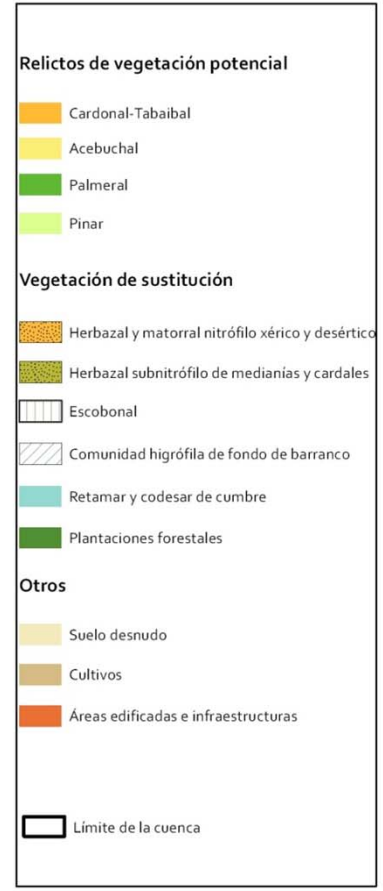 Relictos de vegetación potencial
Cardonal-Tabaibal
Acebuchal
Palmeral
Pinar
Vegetación de sustitución
Herbazal y matorral nitrófilo xérico y desértico
Herbazal subnitrófilo de medianías y cardales
Escobonal
Comunidad higrófila de fondo de barranco
Retamar y codesar de cumbre
Plantaciones forestales
Otros
Suelo desnudo
Cultivos
Áreas edificadas e infraestructuras
Límite de la cuenca